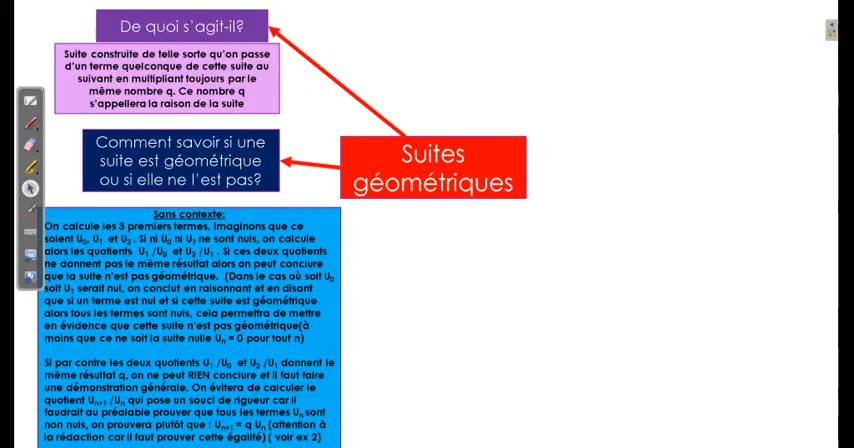 De quoi s'agit-il?
Suite construite de telle sorte qu'on passe
d'un terme quelconque de cette suite au
suivant en multipliant toujours par le
même nombre q. Ce nombre q
s'appellera la raison de la suite
Comment savoir si une
suite est géométrique
ou si elle ne l'est pas?
Suites
géométriques
Sans contexte:
On calcule les 3 premiers termes. Imaginons que ce
soient U₀, U₁ et U₂ . Si ni U₀ ni U₁ ne sont nuls, on calcule
alors les quotients U₁ /U₀ et U₂ /U₁ . Si ces deux quotients
ne donnent pas le même résultat alors on peut conclure
que la suite n'est pas géométrique. (Dans le cas où soit U₀
soit U₁ serait nul, on conclut en raisonnant et en disant
que si un terme est nul et si cette suite est géométrique
alors tous les termes sont nuls, cela permettra de mettre
en évidence que cette suite n'est pas géométrique(à
moins que ce ne soit la suite nulle Uₙ = 0 pour tout n)
Si par contre les deux quotients U₁ /U₀ et U₂ /U₁ donnent le
même résultat q, on ne peut RIEN conclure et il faut faire
une démonstration générale. On évitera de calculer le
quotient Uₙ₊₁ /Uₙ qui pose un souci de rigueur car il
faudrait au préalable prouver que tous les termes Uₙ sont
non nuls, on prouvera plutôt que : Uₙ₊₁ = q Uₙ (attention à
la rédaction car il faut prouver cette égalité) ( voir ex 2)